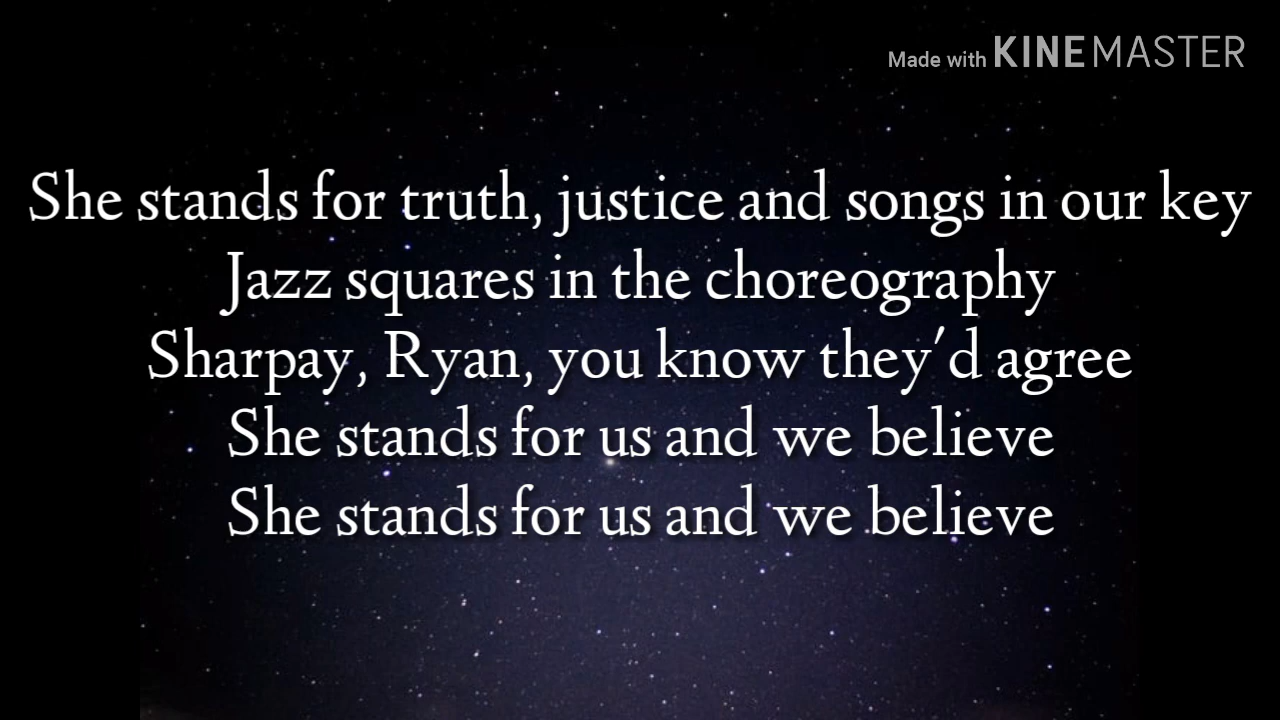 Made with KINEMASTER
She stands for truth, justice and songs in our key
Jazz squares in the choreography
Sharpay, Ryan, you know they'd agree
She stands for us and we believe
She stands for us and we believe